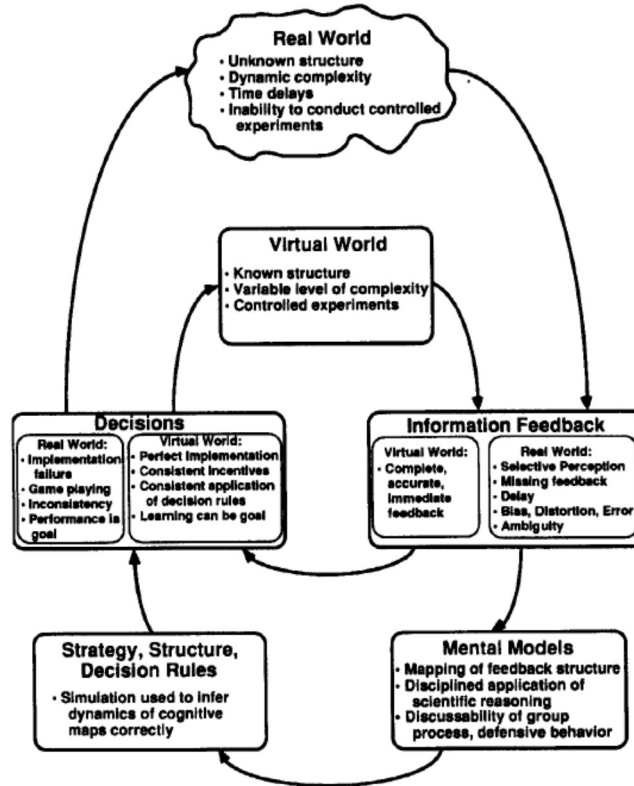 Real World
• Unknown structure
• Dynamic complexity
• Time delays
• Inability to conduct controlled
experiments
Virtual World
• Known structure
• Variable level of complexity
• Controlled experiments
Decisions
Real World:
• Implementation
failure
• Game playing
• Inconsistency
• Performance is
goal
Virtual World:
• Perfect Implementation
• Consistent Incentives
• Consistent application
of decision rules
• Learning can be goal
Information Feedback
Virtual World:
• Complete,
accurate,
immediate
feedback
Real World:
• Selective Perception
• Missing feedback
• Delay
• Bias, Distortion, Error
• Ambiguity
Strategy, Structure,
Decision Rules
• Simulation used to infer
dynamics of cognitive
maps correctly
Mental Models
• Mapping of feedback structure
• Disciplined application of
scientific reasoning
• Discussability of group
process, defensive behavior